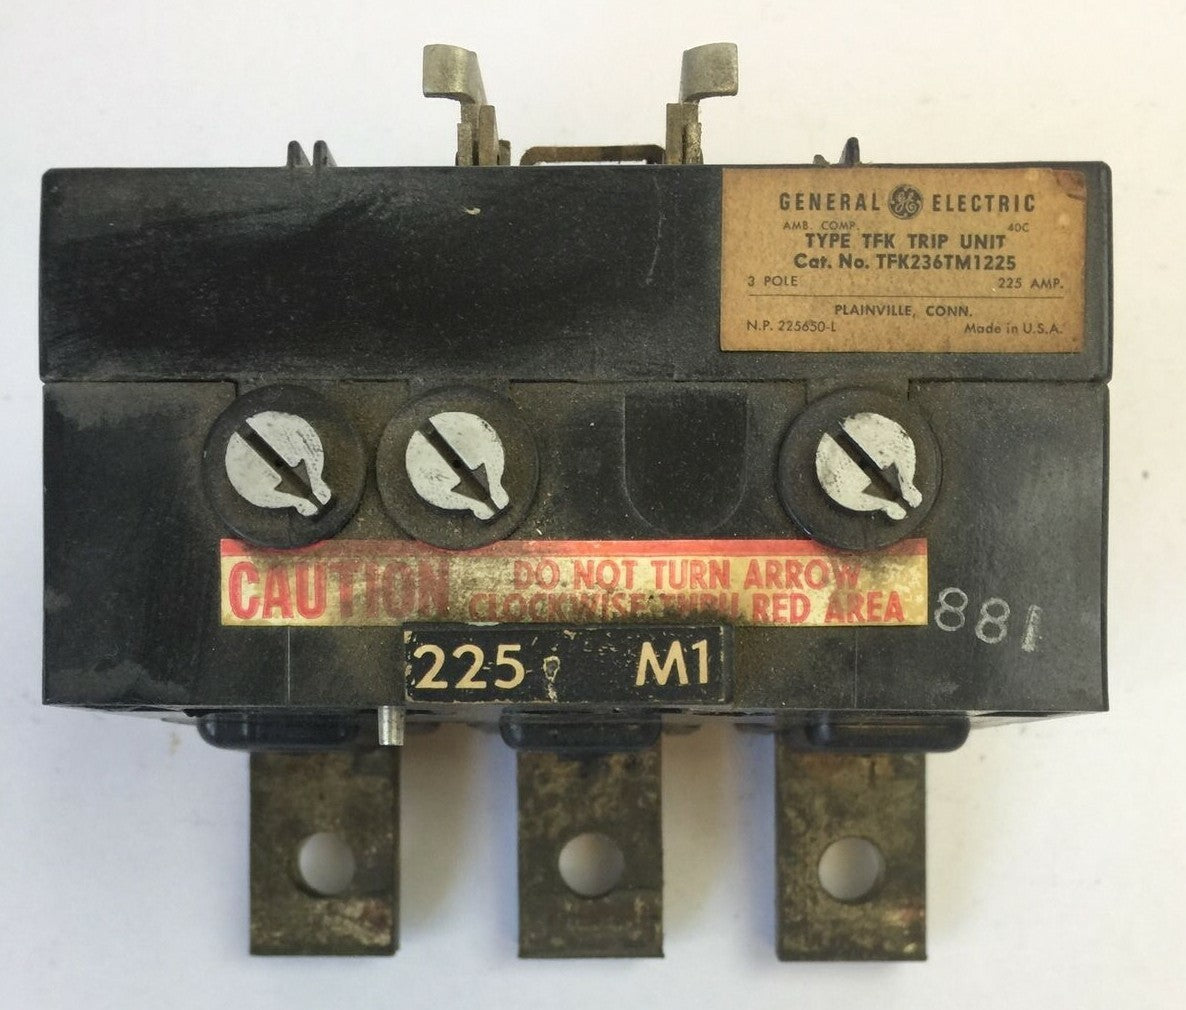 GENERAL GE ELECTRIC
AMB. COMP. 40C
TYPE TFK TRIP UNIT
Cat. No. TFK236TM1225
3 POLE 225 AMP.
PLAINVILLE, CONN.
N.P. 225650-L Made in U.S.A.
CAUTION DO NOT TURN ARROW
CLOCKWISE THRU RED AREA
881
225 M1